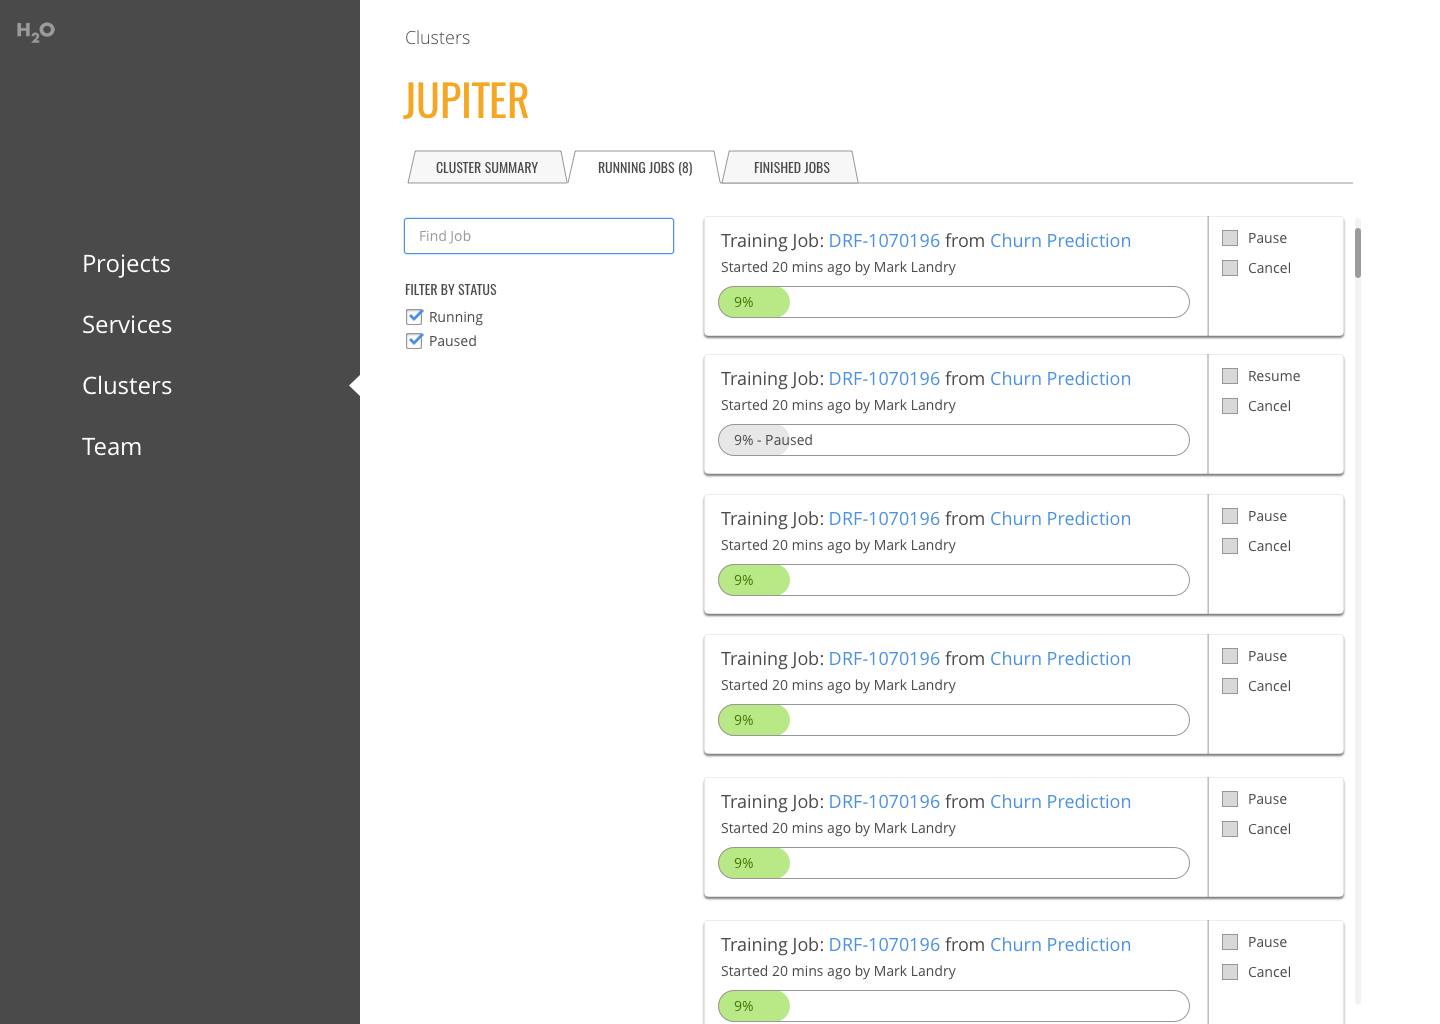 H2O
Projects
Services
Clusters
Team
Clusters
JUPITER
CLUSTER SUMMARY
RUNNING JOBS (8)
FINISHED JOBS
Find Job
FILTER BY STATUS
Running
Paused
Training Job: DRF-1070196 from Churn Prediction
Started 20 mins ago by Mark Landry
9%
Pause
Cancel
Training Job: DRF-1070196 from Churn Prediction
Started 20 mins ago by Mark Landry
9% - Paused
Resume
Cancel
Training Job: DRF-1070196 from Churn Prediction
Started 20 mins ago by Mark Landry
9%
Pause
Cancel
Training Job: DRF-1070196 from Churn Prediction
Started 20 mins ago by Mark Landry
9%
Pause
Cancel
Training Job: DRF-1070196 from Churn Prediction
Started 20 mins ago by Mark Landry
9%
Pause
Cancel
Training Job: DRF-1070196 from Churn Prediction
Started 20 mins ago by Mark Landry
9%
Pause
Cancel